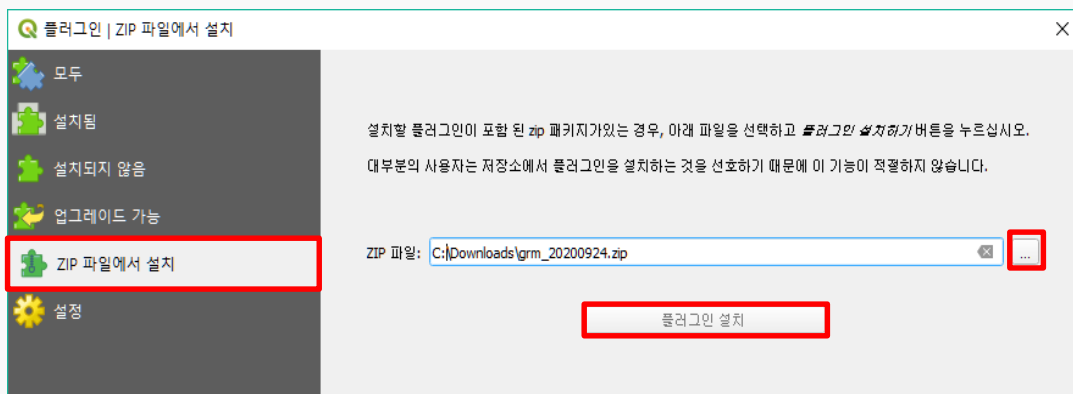 플러그인 | ZIP 파일에서 설치
모두
설치됨
설치되지 않음
업그레이드 가능
ZIP 파일에서 설치
설정
설치할 플러그인이 포함 된 zip 패키지가있는 경우, 아래 파일을 선택하고 플러그인 설치하기 버튼을 누르십시오.
대부분의 사용자는 저장소에서 플러그인을 설치하는 것을 선호하기 때문에 이 기능이 적절하지 않습니다.
ZIP 파일: C:\Downloads\grm_20200924.zip ...
플러그인 설치